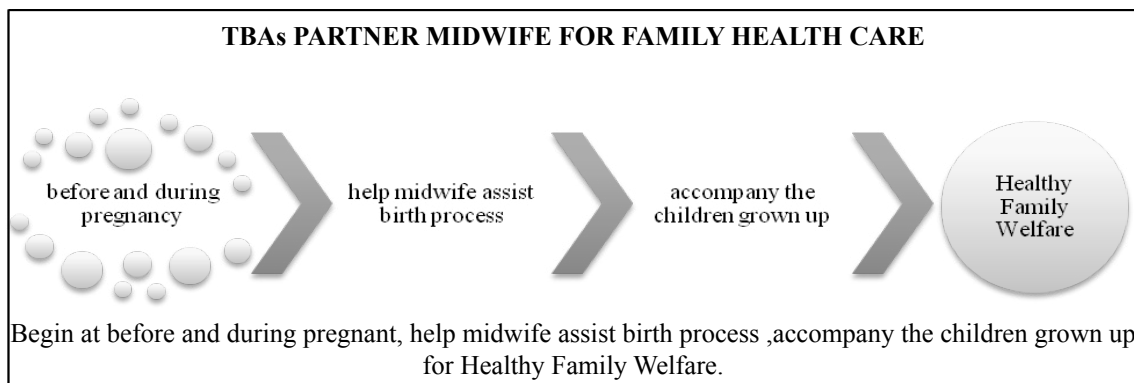 TBAs PARTNER MIDWIFE FOR FAMILY HEALTH CARE
before and during
pregnancy
help midwife assist
birth process
accompany the
children grown up
Healthy
Family
Welfare
Begin at before and during pregnant, help midwife assist birth process ,accompany the children grown up
for Healthy Family Welfare.